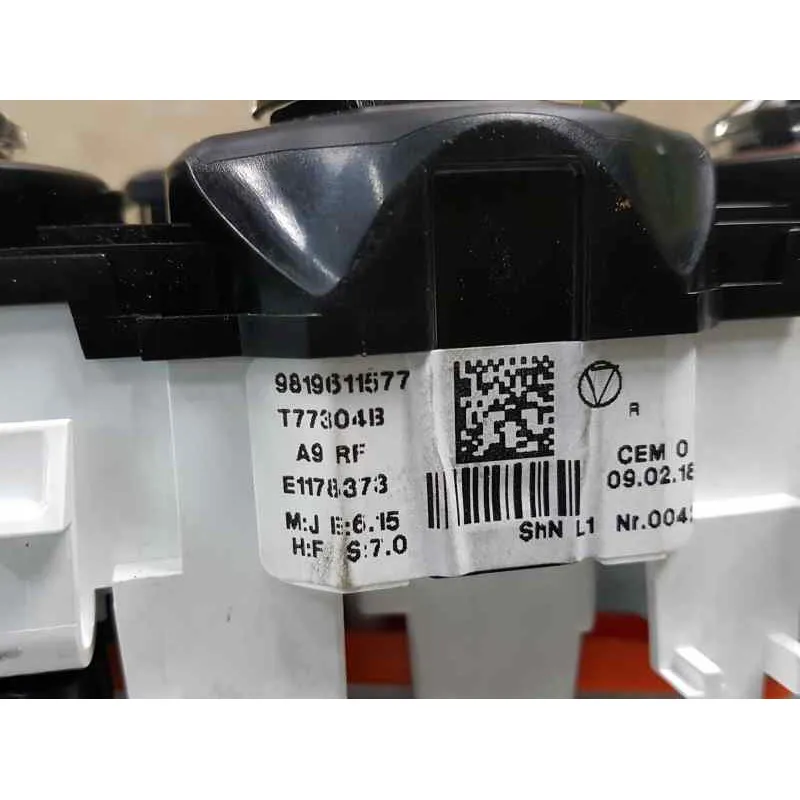 9819611577
T77304B
A9 RF
E1178373
M:J E:6.15
H:F S:7.0
R
CEM 0
09.02.18
ShN L1 Nr.004